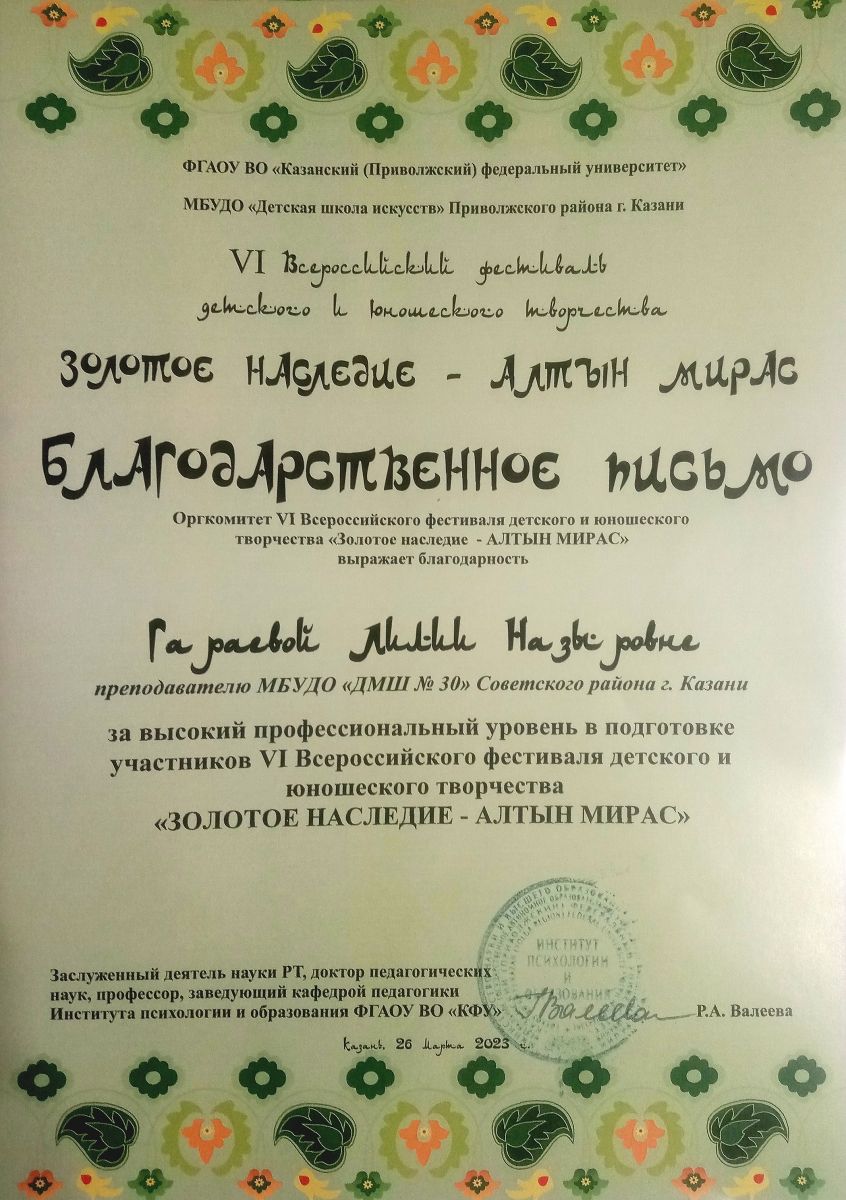 ФГАОУ ВО «Казанский (Приволжский) федеральный университет»
МБУДО «Детская школа искусств» Приволжского района г. Казани
VI Всероссийский фестиваль
детского и юношеского творчества
ЗОЛОТОЕ НАСЛЕДИЕ - АЛТЫН МИРАС
БЛАГОДАРСТВЕННОЕ ПИСЬМО
Оргкомитет VI Всероссийского фестиваля детского и юношеского
творчества «Золотое наследие - АЛТЫН МИРАС»
выражает благодарность
Гараевой Лилии Назыровне
преподавателю МБУДО «ДМШ № 30» Советского района г. Казани
за высокий профессиональный уровень в подготовке
участников VI Всероссийского фестиваля детского и
юношеского творчества
«ЗОЛОТОЕ НАСЛЕДИЕ - АЛТЫН МИРАС»
ИНСТИТУТ
ПСИХОЛОГИИ
И
ОБРАЗОВАНИЯ
Заслуженный деятель науки РТ, доктор педагогических
наук, профессор, заведующий кафедрой педагогики
Института психологии и образования ФГАОУ ВО «КФУ» Р.А. Валеева
Казань, 26 марта 2023 г.